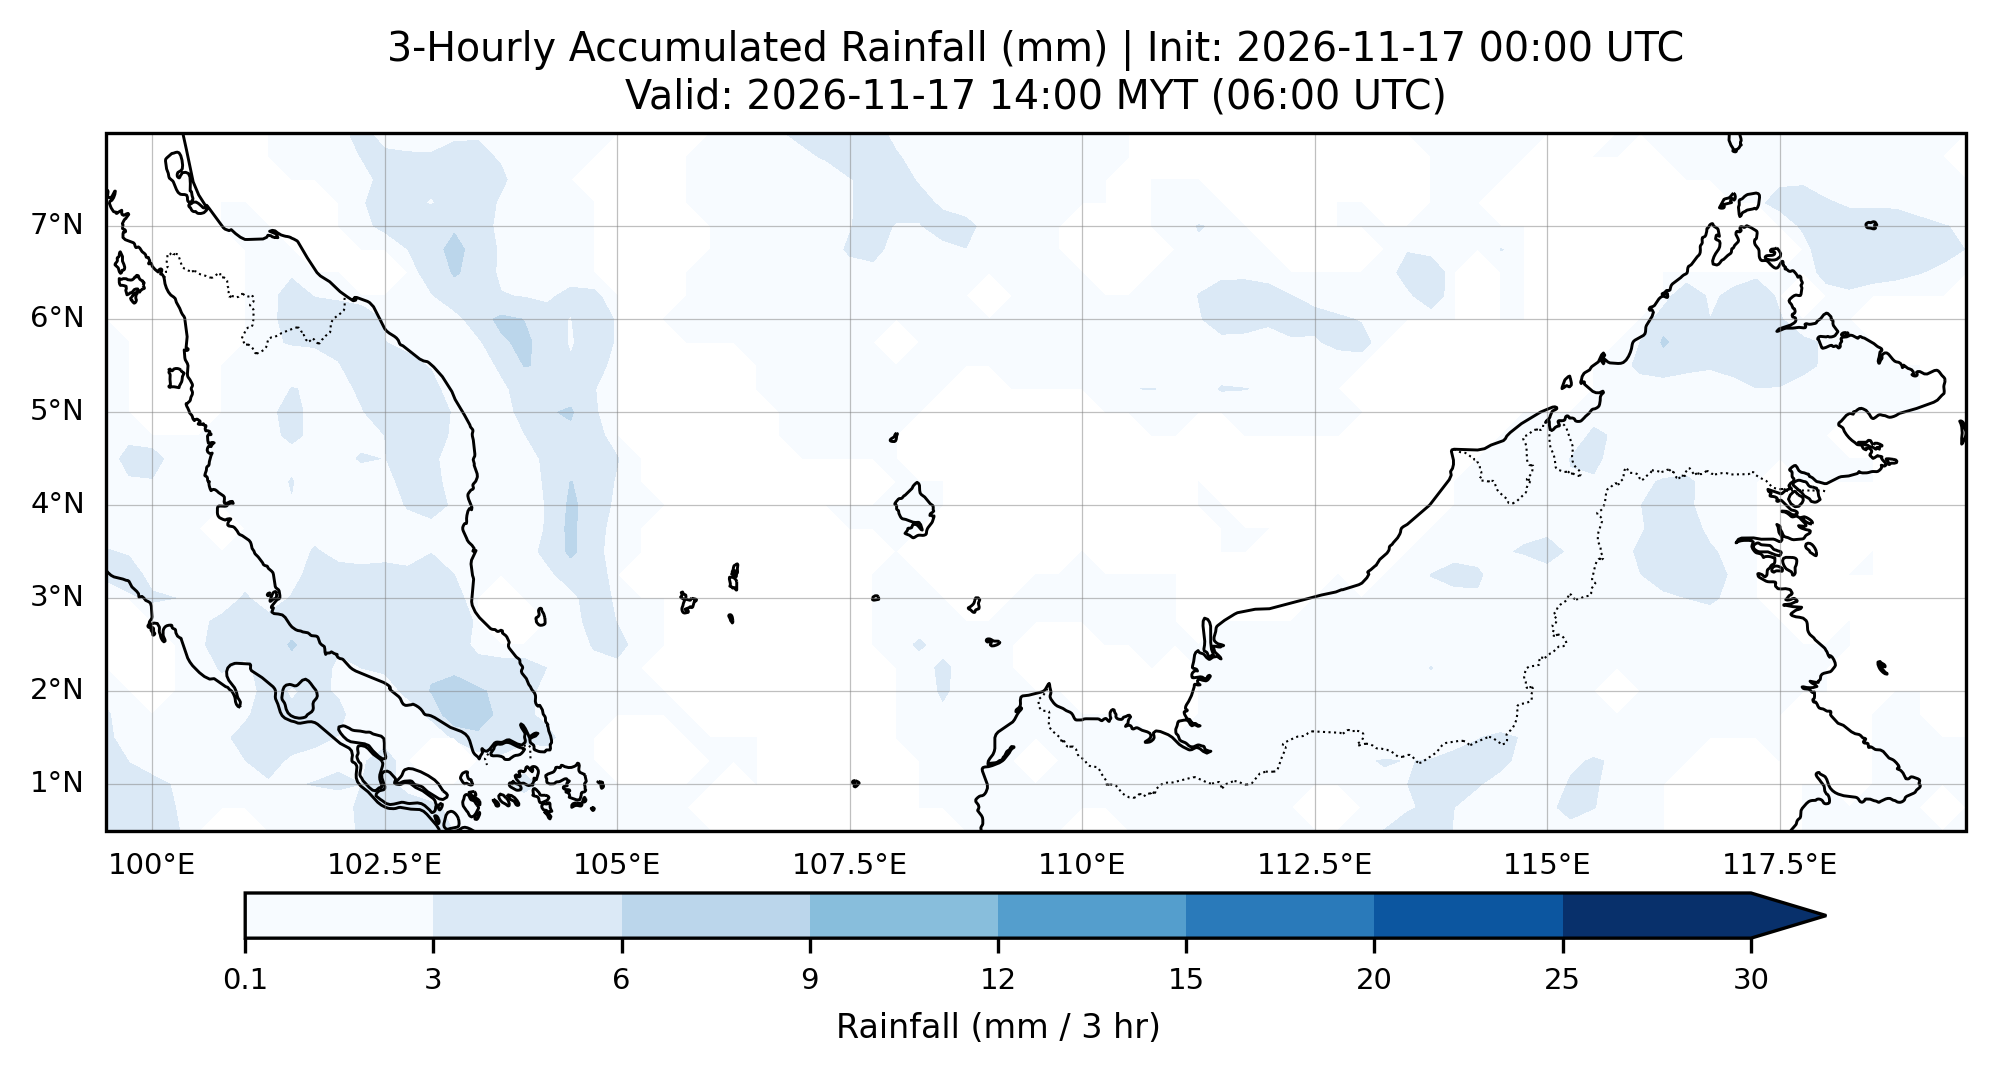 3-Hourly Accumulated Rainfall (mm) | Init: 2026-11-17 00:00 UTC
Valid: 2026-11-17 14:00 MYT (06:00 UTC)
7°N
6°N
5°N
4°N
3°N
2°N
1°N
100°E 102.5°E 105°E 107.5°E 110°E 112.5°E 115°E 117.5°E
0.1 3 6 9 12 15 20 25 30
Rainfall (mm / 3 hr)